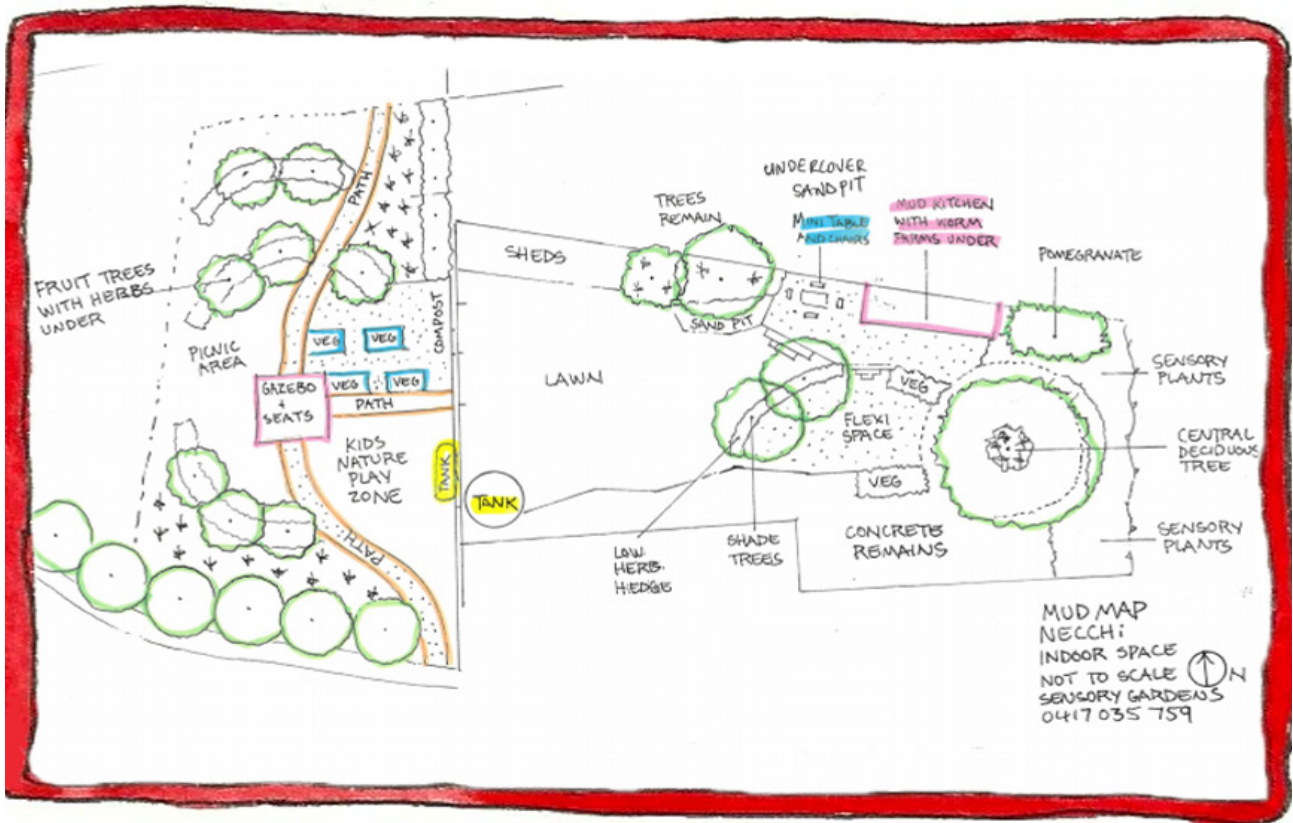 PATH
FRUIT TREES
WITH HERBS
UNDER
PICNIC
AREA
VEG
VEG
VEG
VEG
COMPOST
GAZEBO
+
SEATS
PATH
KIDS
NATURE
PLAY
ZONE
TANK
PATH
SHEDS
TREES
REMAIN
SAND PIT
UNDERCOVER
SANDPIT
MINI TABLE
AND CHAIRS
MUD KITCHEN
WITH WORM
FARMS UNDER
POMEGRANATE
LAWN
VEG
FLEXI
SPACE
VEG
SENSORY
PLANTS
CENTRAL
DECIDUOUS
TREE
SENSORY
PLANTS
TANK
LOW
HERB
HEDGE
SHADE
TREES
CONCRETE
REMAINS
MUD MAP
NECCHi
INDOOR SPACE
NOT TO SCALE
N
SENSORY GARDENS
0417 035 759